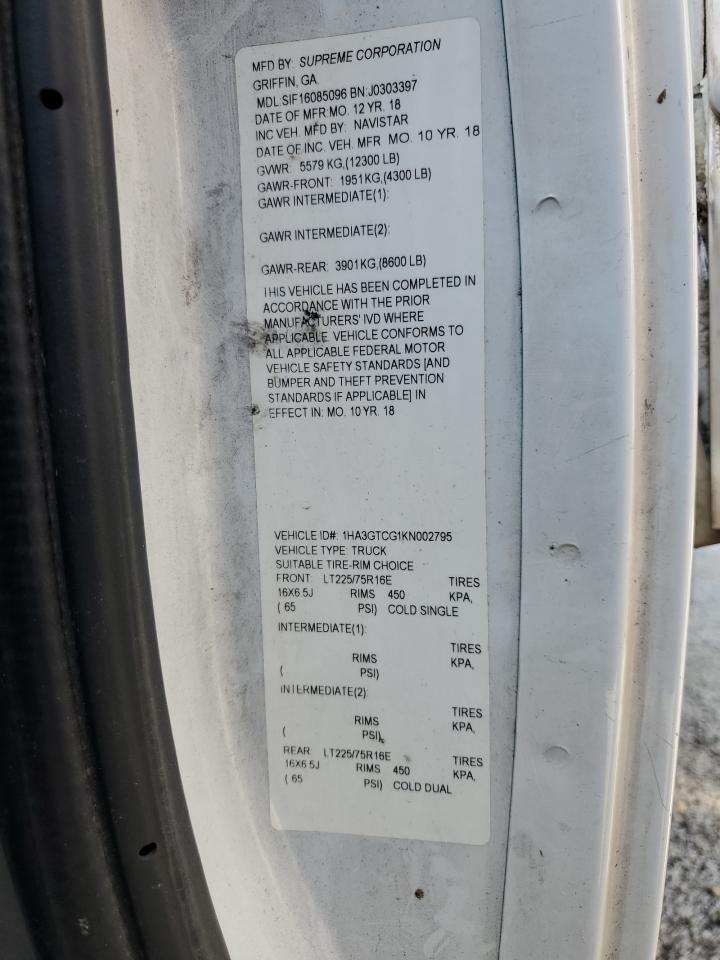 MFD BY: SUPREME CORPORATION
GRIFFIN, GA.
MDL:SIF16085096 BN:J0303397
DATE OF MFR:MO. 12 YR. 18
INC VEH. MFD BY: NAVISTAR
DATE OF INC. VEH. MFR MO. 10 YR. 18
GVWR: 5579 KG,(12300 LB)
GAWR-FRONT: 1951KG,(4300 LB)
GAWR INTERMEDIATE(1):
GAWR INTERMEDIATE(2):
GAWR-REAR: 3901KG,(8600 LB)
THIS VEHICLE HAS BEEN COMPLETED IN
ACCORDANCE WITH THE PRIOR
MANUFACTURERS' IVD WHERE
APPLICABLE. VEHICLE CONFORMS TO
ALL APPLICABLE FEDERAL MOTOR
VEHICLE SAFETY STANDARDS [AND
BUMPER AND THEFT PREVENTION
STANDARDS IF APPLICABLE] IN
EFFECT IN: MO. 10 YR. 18
VEHICLE ID#: 1HA3GTCG1KN002795
VEHICLE TYPE: TRUCK
SUITABLE TIRE-RIM CHOICE
FRONT: LT225/75R16E TIRES
16X6.5J RIMS 450 KPA,
( 65 PSI) COLD SINGLE
INTERMEDIATE(1):
TIRES
RIMS KPA,
( PSI)
INTERMEDIATE(2):
TIRES
RIMS KPA,
( PSI)
REAR: LT225/75R16E TIRES
16X6.5J RIMS 450 KPA,
( 65 PSI) COLD DUAL